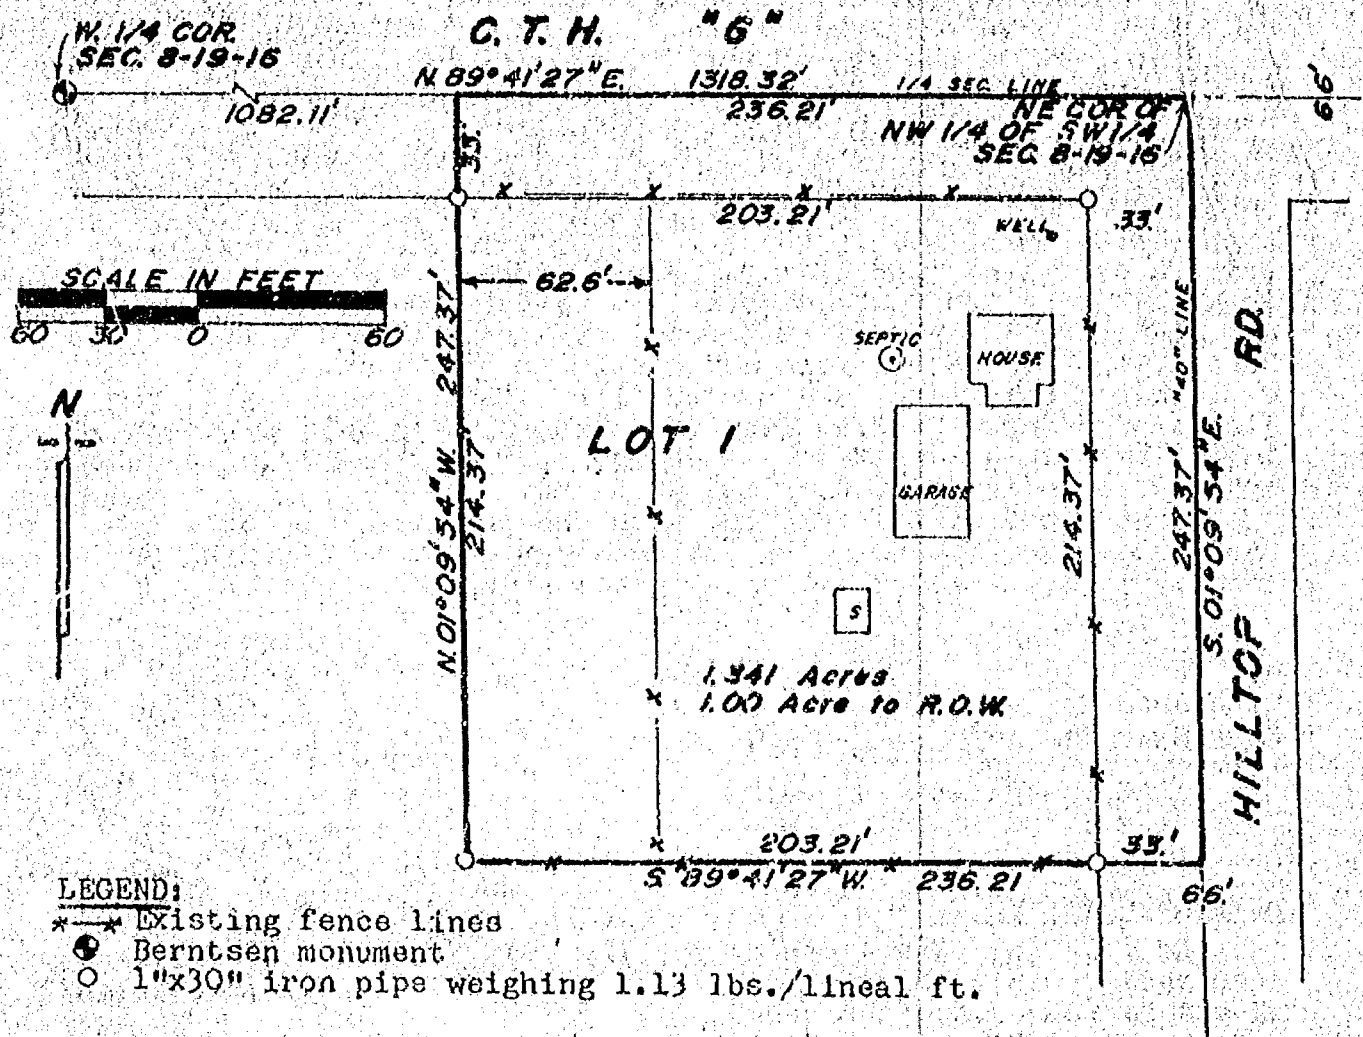 W. 1/4 COR.
SEC. 8-19-16
C. T. H. "G"
N. 89°41'27"E. 1318.32'
1/4 SEC. LINE
1082.11'
236.21'
NE COR OF
NW 1/4 OF SW 1/4
SEC. 8-19-16
66'
33.'
203.21'
WELL
33.'
SCALE IN FEET
60 30 0 60
62.6'
SEPTIC
HOUSE
N
LOT 1
GARAGE
S
N. 01°09'54"W. 247.37'
214.37'
214.37'
247.37'
"40" LINE
S. 01°09'54"E.
HILLTOP RD.
1.341 Acres
1.00 Acre to R.O.W.
203.21'
33.'
S. 89°41'27"W. 236.21
66.'
LEGEND:
x—x Existing fence lines
Berntsen monument
1"x30" iron pipe weighing 1.13 lbs./lineal ft.